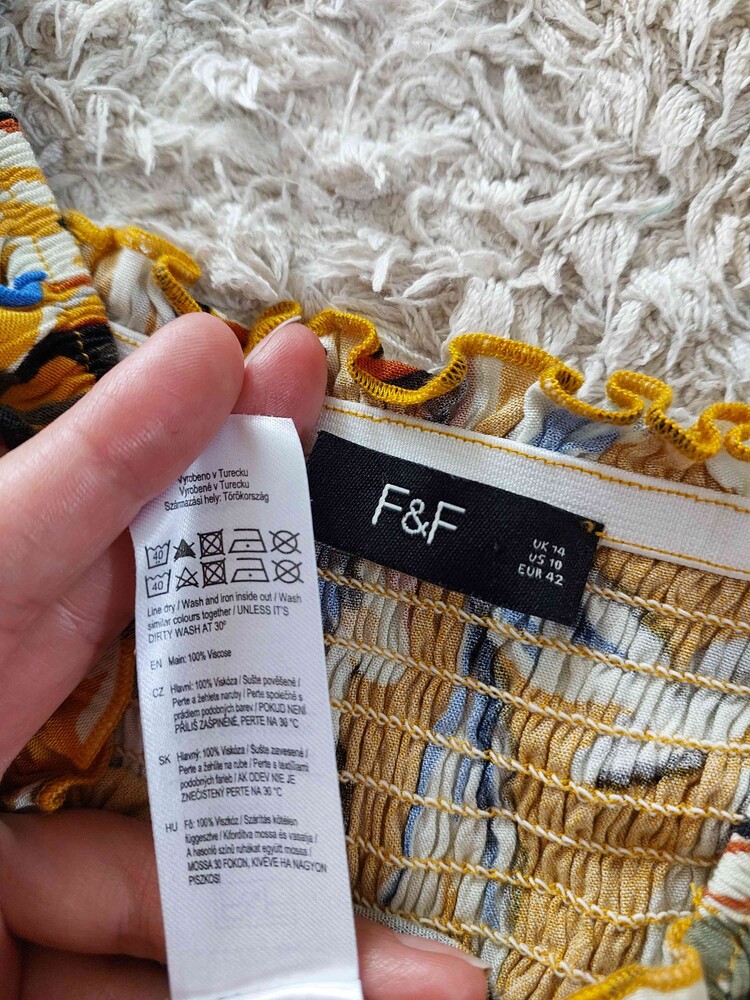 Vyrobeno v Turecku
Vyrobené v Turecku
Származási hely: Törökország
40
40
Line dry / Wash and iron inside out / Wash
similar colours together / UNLESS IT'S
DIRTY WASH AT 30°
EN Main: 100% Viscose
CZ Hlavní: 100% Viskóza / Sušte pověšené /
Perte a žehlete naruby / Perte společně s
prádlem podobných barev / POKUD NENÍ
PŘÍLIŠ ZAŠPINĚNÉ, PERTE NA 30 °C
SK Hlavný: 100% Viskóza / Sušte zavesené /
Perte a žehlite na rube / Perte s textíliami
podobných farieb / AK ODEV NIE JE
ZNEČISTENÝ PERTE NA 30 °C
HU Fő: 100% Viszkóz / Szárítás kötélen
függesztve / Kifordítva mossa és vasalja /
A hasonló színű ruhákat együtt mossa /
MOSSA 30 FOKON, KIVÉVE HA NAGYON
PISZKOS!
F&F
UK 14
US 10
EUR 42